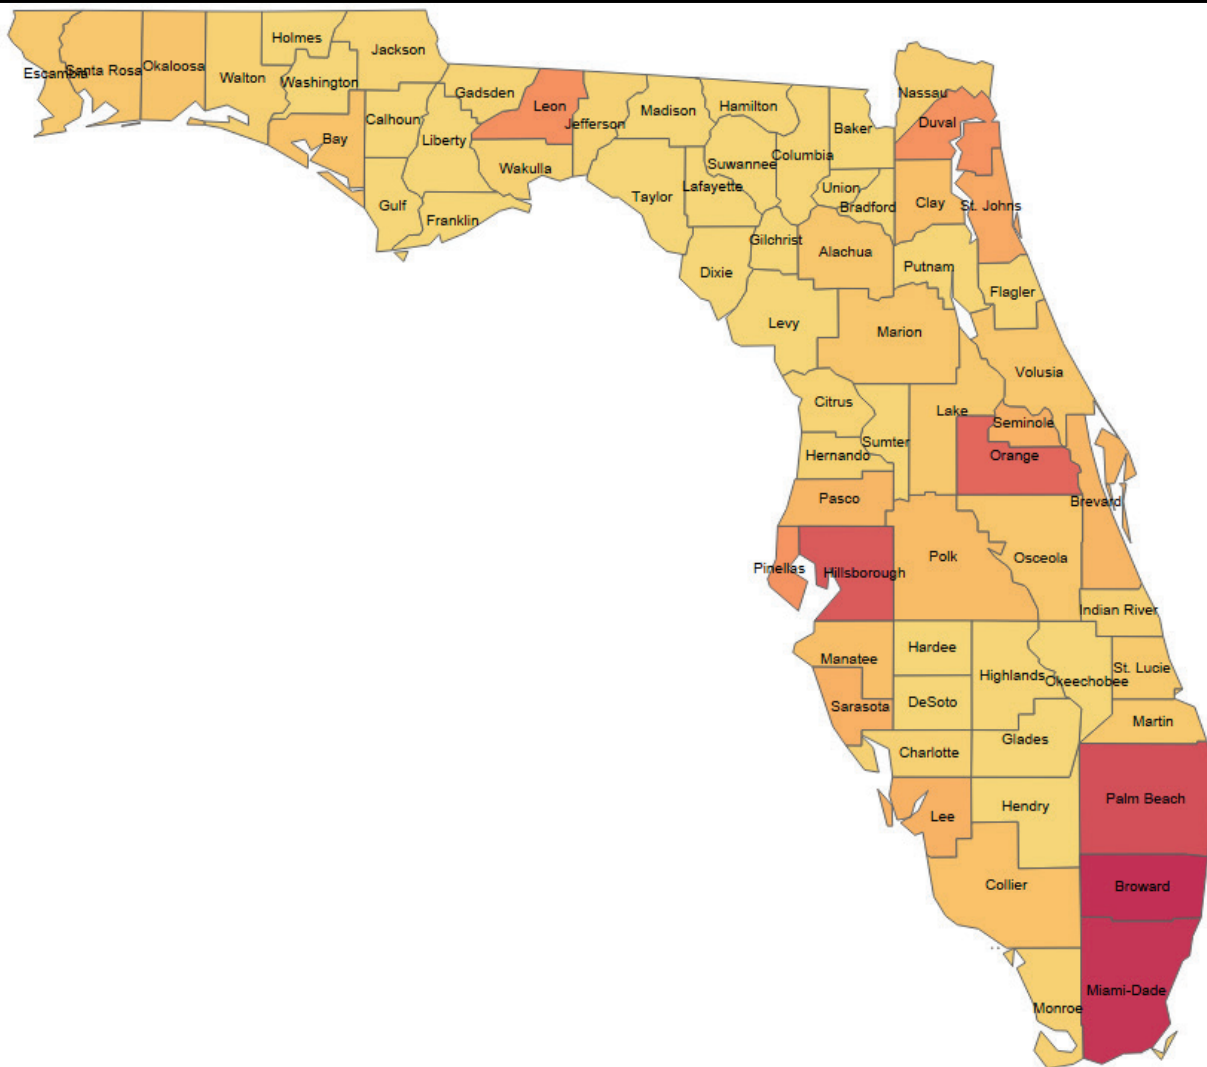 Holmes
Jackson
Escambia
Santa Rosa
Okaloosa
Walton
Washington
Gadsden
Leon
Jefferson
Madison
Hamilton
Nassau
Duval
Bay
Calhoun
Liberty
Wakulla
Baker
Columbia
Suwannee
Lafayette
Taylor
Union
Bradford
Clay
St. Johns
Gulf
Franklin
Gilchrist
Alachua
Dixie
Putnam
Flagler
Levy
Marion
Volusia
Citrus
Lake
Seminole
Sumter
Hernando
Orange
Pasco
Brevard
Pinellas
Hillsborough
Polk
Osceola
Indian River
Manatee
Hardee
Highlands
Okeechobee
St. Lucie
Sarasota
DeSoto
Martin
Charlotte
Glades
Palm Beach
Lee
Hendry
Collier
Broward
Miami-Dade
Monroe